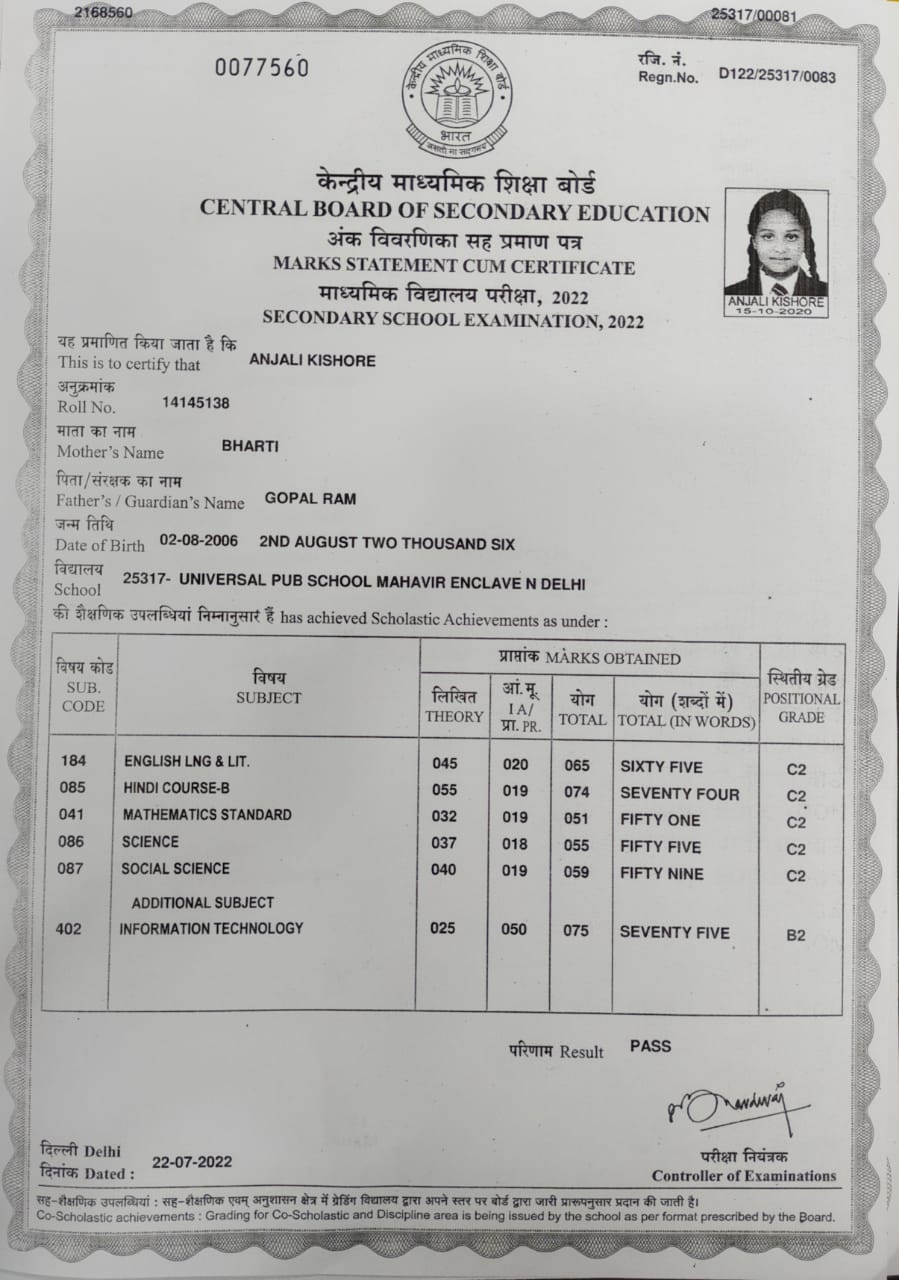 2168560
25317/00081
0077560
रजि. नं.
Regn.No. D122/25317/0083
केन्द्रीय माध्यमिक शिक्षा बोर्ड
भारत
असतो मा सद्गमय
केन्द्रीय माध्यमिक शिक्षा बोर्ड
CENTRAL BOARD OF SECONDARY EDUCATION
अंक विवरणिका सह प्रमाण पत्र
MARKS STATEMENT CUM CERTIFICATE
माध्यमिक विद्यालय परीक्षा, 2022
SECONDARY SCHOOL EXAMINATION, 2022
ANJALI KISHORE
15-10-2020
यह प्रमाणित किया जाता है कि
This is to certify that ANJALI KISHORE
अनुक्रमांक
Roll No. 14145138
माता का नाम
Mother's Name BHARTI
पिता/संरक्षक का नाम
Father's / Guardian's Name GOPAL RAM
जन्म तिथि
Date of Birth 02-08-2006 2ND AUGUST TWO THOUSAND SIX
विद्यालय
School 25317- UNIVERSAL PUB SCHOOL MAHAVIR ENCLAVE N DELHI
की शैक्षणिक उपलब्धियां निम्नानुसार हैं has achieved Scholastic Achievements as under :
विषय कोड
SUB.
CODE
विषय
SUBJECT
प्राप्तांक MARKS OBTAINED
लिखित
THEORY
आं.मू.
I A/
प्रा. PR.
योग
TOTAL
योग (शब्दों में)
TOTAL (IN WORDS)
स्थितीय ग्रेड
POSITIONAL
GRADE
184 ENGLISH LNG & LIT. 045 020 065 SIXTY FIVE C2
085 HINDI COURSE-B 055 019 074 SEVENTY FOUR C2
041 MATHEMATICS STANDARD 032 019 051 FIFTY ONE C2
086 SCIENCE 037 018 055 FIFTY FIVE C2
087 SOCIAL SCIENCE 040 019 059 FIFTY NINE C2
ADDITIONAL SUBJECT
402 INFORMATION TECHNOLOGY 025 050 075 SEVENTY FIVE B2
परिणाम Result PASS
दिल्ली Delhi
दिनांक Dated : 22-07-2022
परीक्षा नियंत्रक
Controller of Examinations
सह-शैक्षणिक उपलब्धियां : सह-शैक्षणिक एवम् अनुशासन क्षेत्र में ग्रेडिंग विद्यालय द्वारा अपने स्तर पर बोर्ड द्वारा जारी प्रारूपनुसार प्रदान की जाती है।
Co-Scholastic achievements : Grading for Co-Scholastic and Discipline area is being issued by the school as per format prescribed by the Board.